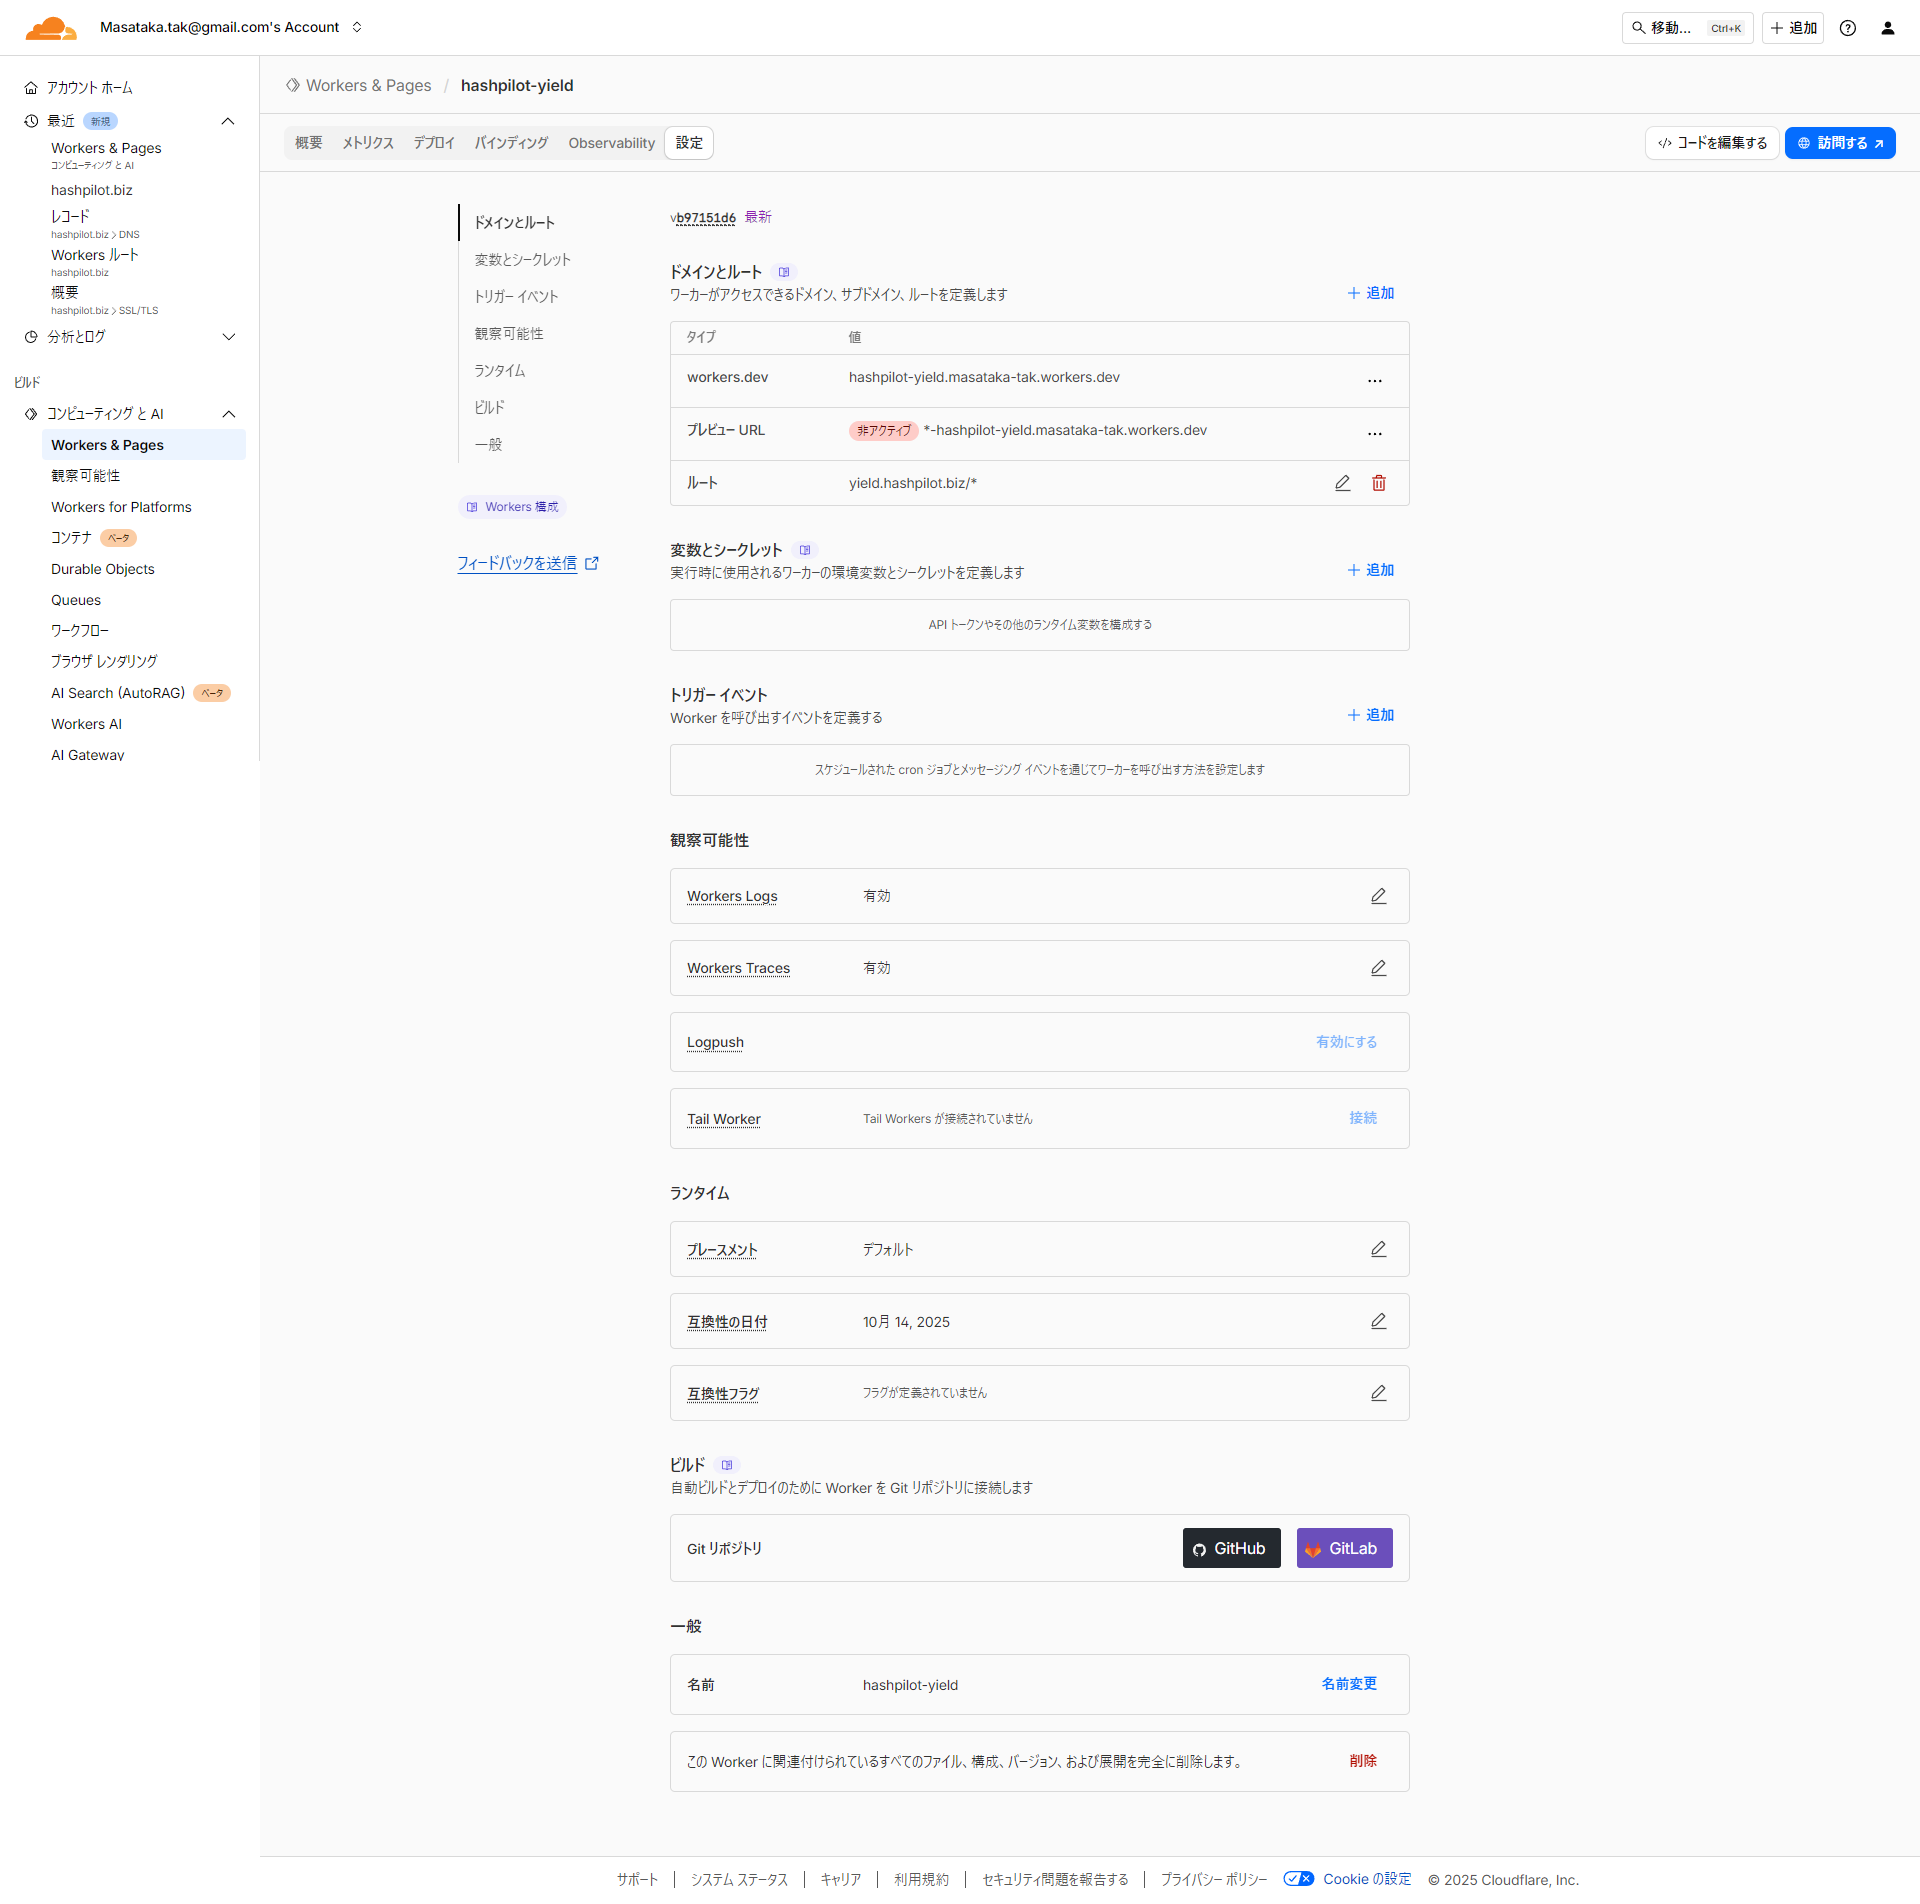 Masataka.tak@gmail.com's Account
移動...
Ctrl+K
追加
アカウント ホーム
最近 新規
Workers & Pages
コンピューティング と AI
hashpilot.biz
レコード
hashpilot.biz > DNS
Workers ルート
hashpilot.biz
概要
hashpilot.biz > SSL/TLS
分析とログ
ビルド
コンピューティング と AI
Workers & Pages
観察可能性
Workers for Platforms
コンテナ ベータ
Durable Objects
Queues
ワークフロー
ブラウザ レンダリング
AI Search (AutoRAG) ベータ
Workers AI
AI Gateway
Workers & Pages / hashpilot-yield
概要 メトリクス デプロイ バインディング Observability 設定
コードを編集する
訪問する
ドメインとルート
変数とシークレット
トリガー イベント
観察可能性
ランタイム
ビルド
一般
Workers 構成
フィードバックを送信
vb97151d6 最新
ドメインとルート
ワーカーがアクセスできるドメイン、サブドメイン、ルートを定義します
追加
タイプ 値
workers.dev hashpilot-yield.masataka-tak.workers.dev ...
プレビュー URL 非アクティブ *-hashpilot-yield.masataka-tak.workers.dev ...
ルート yield.hashpilot.biz/*
変数とシークレット
実行時に使用されるワーカーの環境変数とシークレットを定義します
追加
API トークンやその他のランタイム変数を構成する
トリガー イベント
Worker を呼び出すイベントを定義する
追加
スケジュールされた cron ジョブとメッセージング イベントを通じてワーカーを呼び出す方法を設定します
観察可能性
Workers Logs 有効
Workers Traces 有効
Logpush 有効にする
Tail Worker Tail Workers が接続されていません 接続
ランタイム
プレースメント デフォルト
互換性の日付 10月 14, 2025
互換性フラグ フラグが定義されていません
ビルド
自動ビルドとデプロイのために Worker を Git リポジトリに接続します
Git リポジトリ GitHub GitLab
一般
名前 hashpilot-yield 名前変更
この Worker に関連付けられているすべてのファイル、構成、バージョン、および展開を完全に削除します。 削除
サポート システム ステータス キャリア 利用規約 セキュリティ問題を報告する プライバシー ポリシー Cookie の設定 © 2025 Cloudflare, Inc.